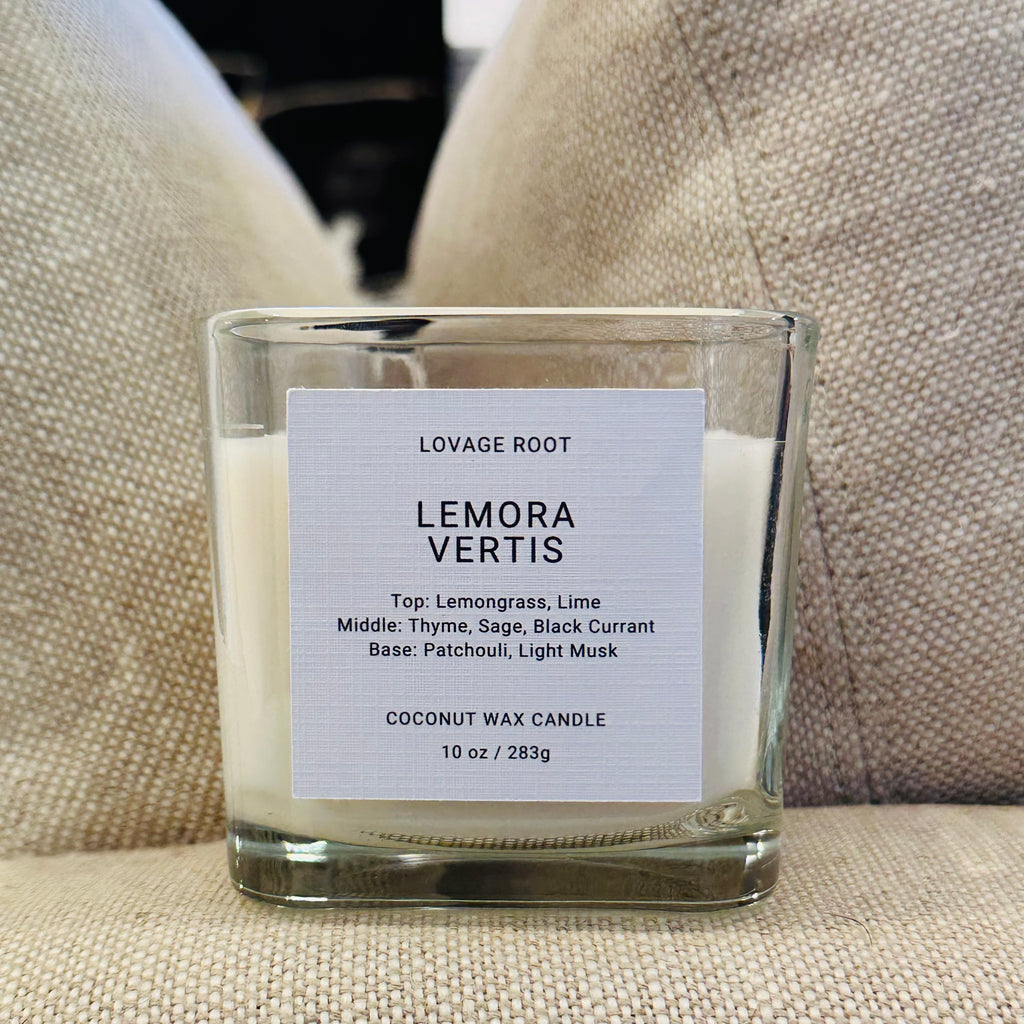 LOVAGE ROOT
LEMORA
VERTIS
Top: Lemongrass, Lime
Middle: Thyme, Sage, Black Currant
Base: Patchouli, Light Musk
COCONUT WAX CANDLE
10 oz / 283g